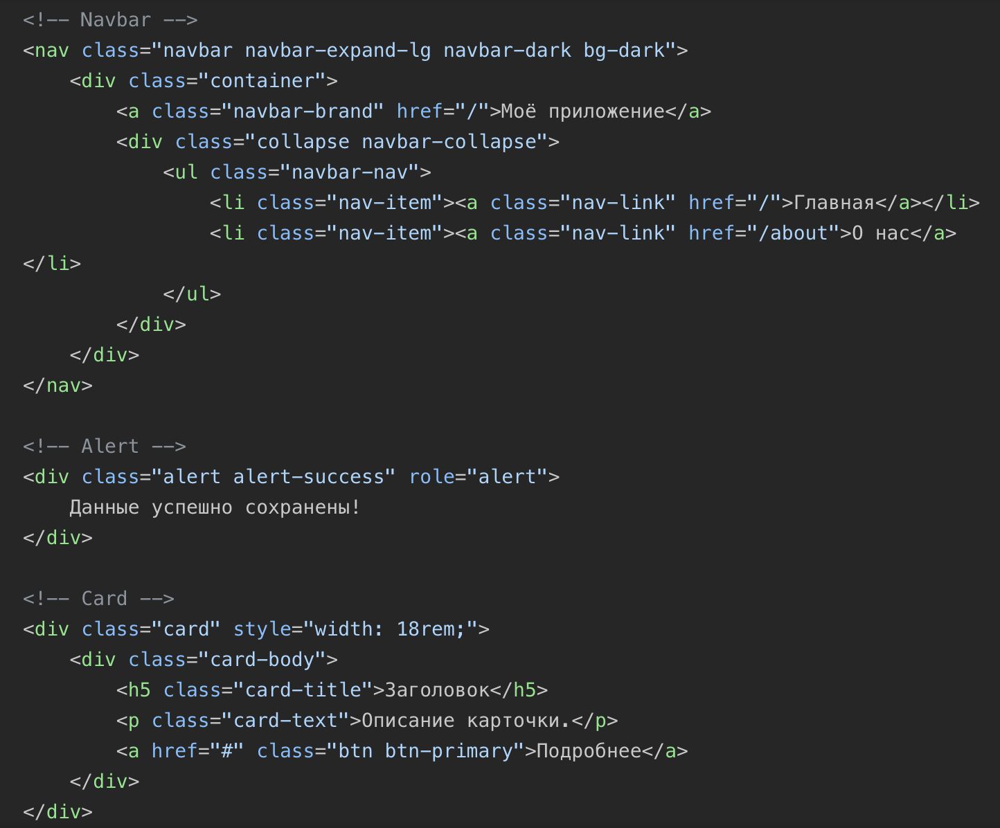 <!-- Navbar -->
<nav class="navbar navbar-expand-lg navbar-dark bg-dark">
    <div class="container">
        <a class="navbar-brand" href="/">Моё приложение</a>
        <div class="collapse navbar-collapse">
            <ul class="navbar-nav">
                <li class="nav-item"><a class="nav-link" href="/">Главная</a></li>
                <li class="nav-item"><a class="nav-link" href="/about">О нас</a>
</li>
            </ul>
        </div>
    </div>
</nav>

<!-- Alert -->
<div class="alert alert-success" role="alert">
    Данные успешно сохранены!
</div>

<!-- Card -->
<div class="card" style="width: 18rem;">
    <div class="card-body">
        <h5 class="card-title">Заголовок</h5>
        <p class="card-text">Описание карточки.</p>
        <a href="#" class="btn btn-primary">Подробнее</a>
    </div>
</div>